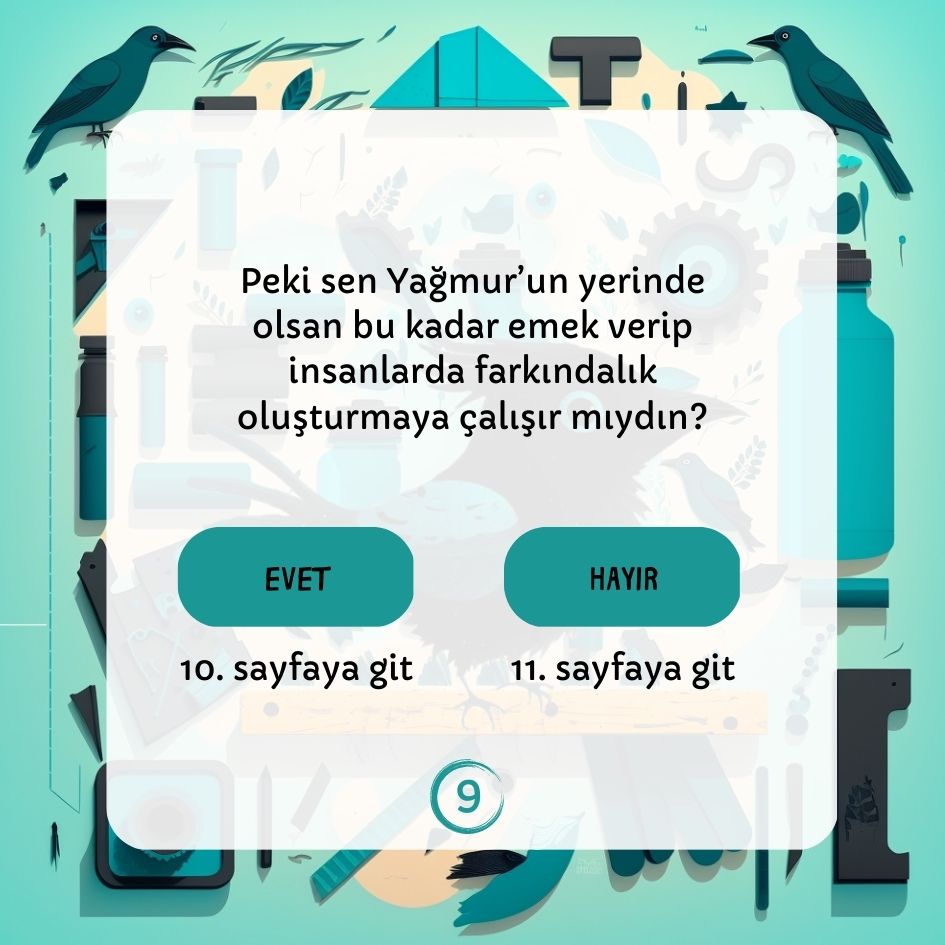 Peki sen Yağmur'un yerinde
olsan bu kadar emek verip
insanlarda farkındalık
oluşturmaya çalışır mıydın?
EVET
HAYIR
10. sayfaya git
11. sayfaya git
9